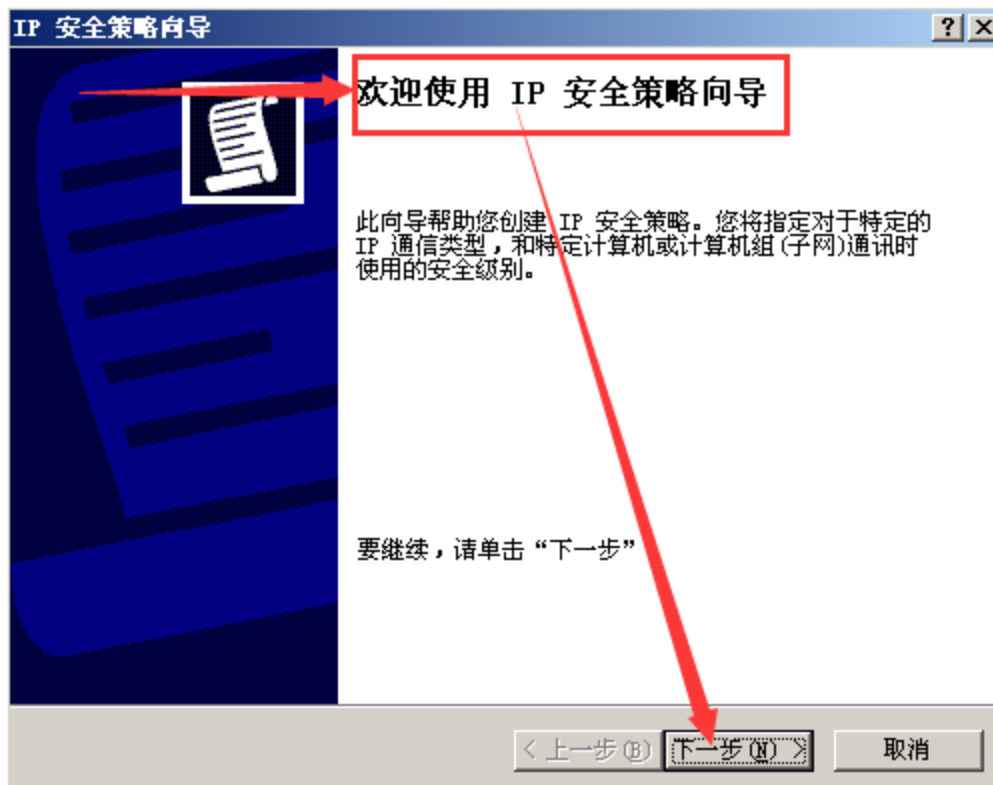 IP 安全策略向导
欢迎使用 IP 安全策略向导
此向导帮助您创建 IP 安全策略。您将指定对于特定的
IP 通信类型，和特定计算机或计算机组(子网)通讯时
使用的安全级别。
要继续，请单击“下一步”
< 上一步(B) 下一步(N) > 取消